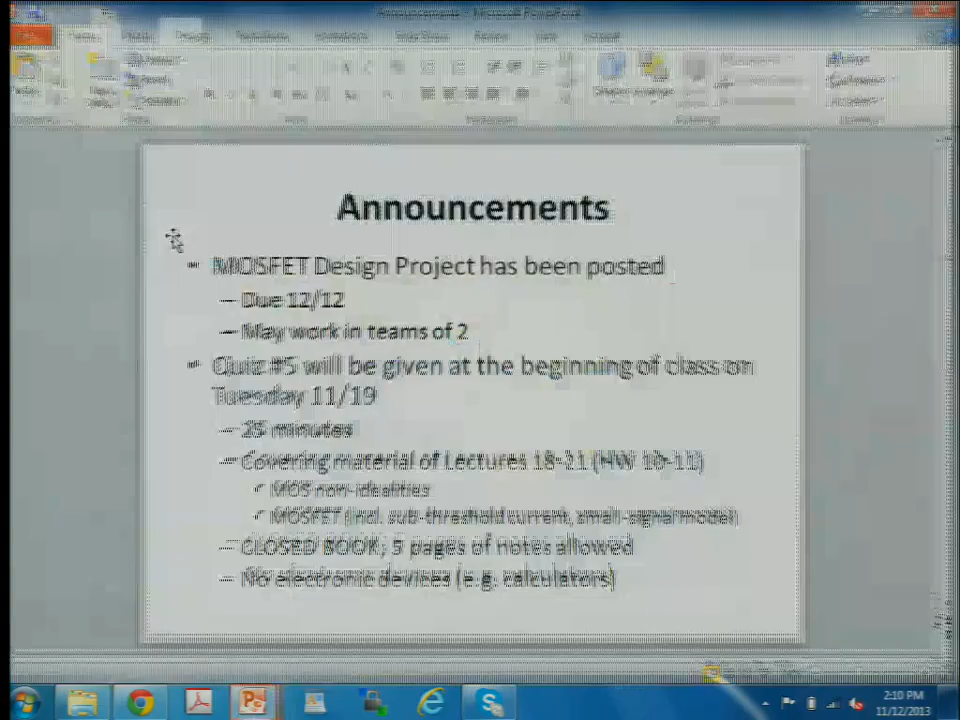 Announcements - Microsoft PowerPoint
Design
Review
View
Announcements
MOSFET Design Project has been posted
– Due 12/12
– May work in teams of 2
Quiz #5 will be given at the beginning of class on
Tuesday 11/19
– 25 minutes
– Covering material of Lectures 18-21 (HW 10-11)
✓ MOS non-idealities
✓ MOSFET (incl. sub-threshold current, small-signal model)
– CLOSED BOOK; 5 pages of notes allowed
– No electronic devices (e.g. calculators)
2:10 PM
11/12/2013